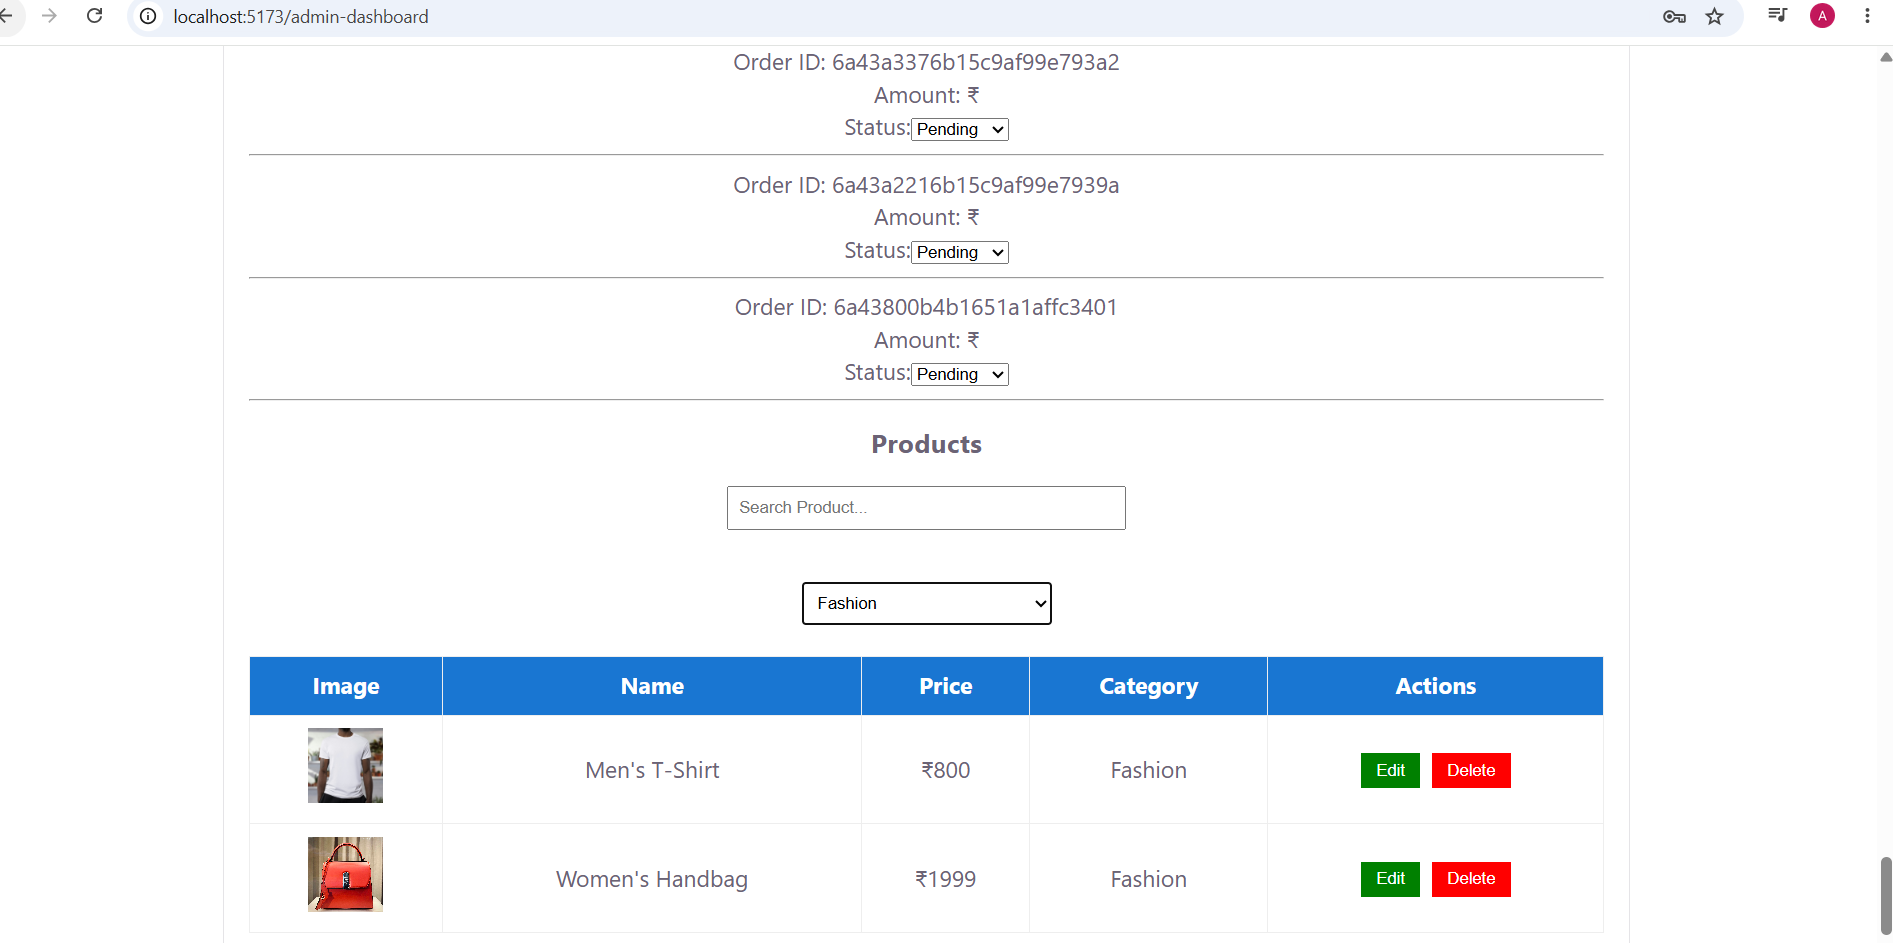 localhost:5173/admin-dashboard
A
Order ID: 6a43a3376b15c9af99e793a2
Amount: ₹
Status: Pending
Order ID: 6a43a2216b15c9af99e7939a
Amount: ₹
Status: Pending
Order ID: 6a43800b4b1651a1affc3401
Amount: ₹
Status: Pending
Products
Search Product...
Fashion
Image Name Price Category Actions
Men's T-Shirt ₹800 Fashion Edit Delete
Women's Handbag ₹1999 Fashion Edit Delete